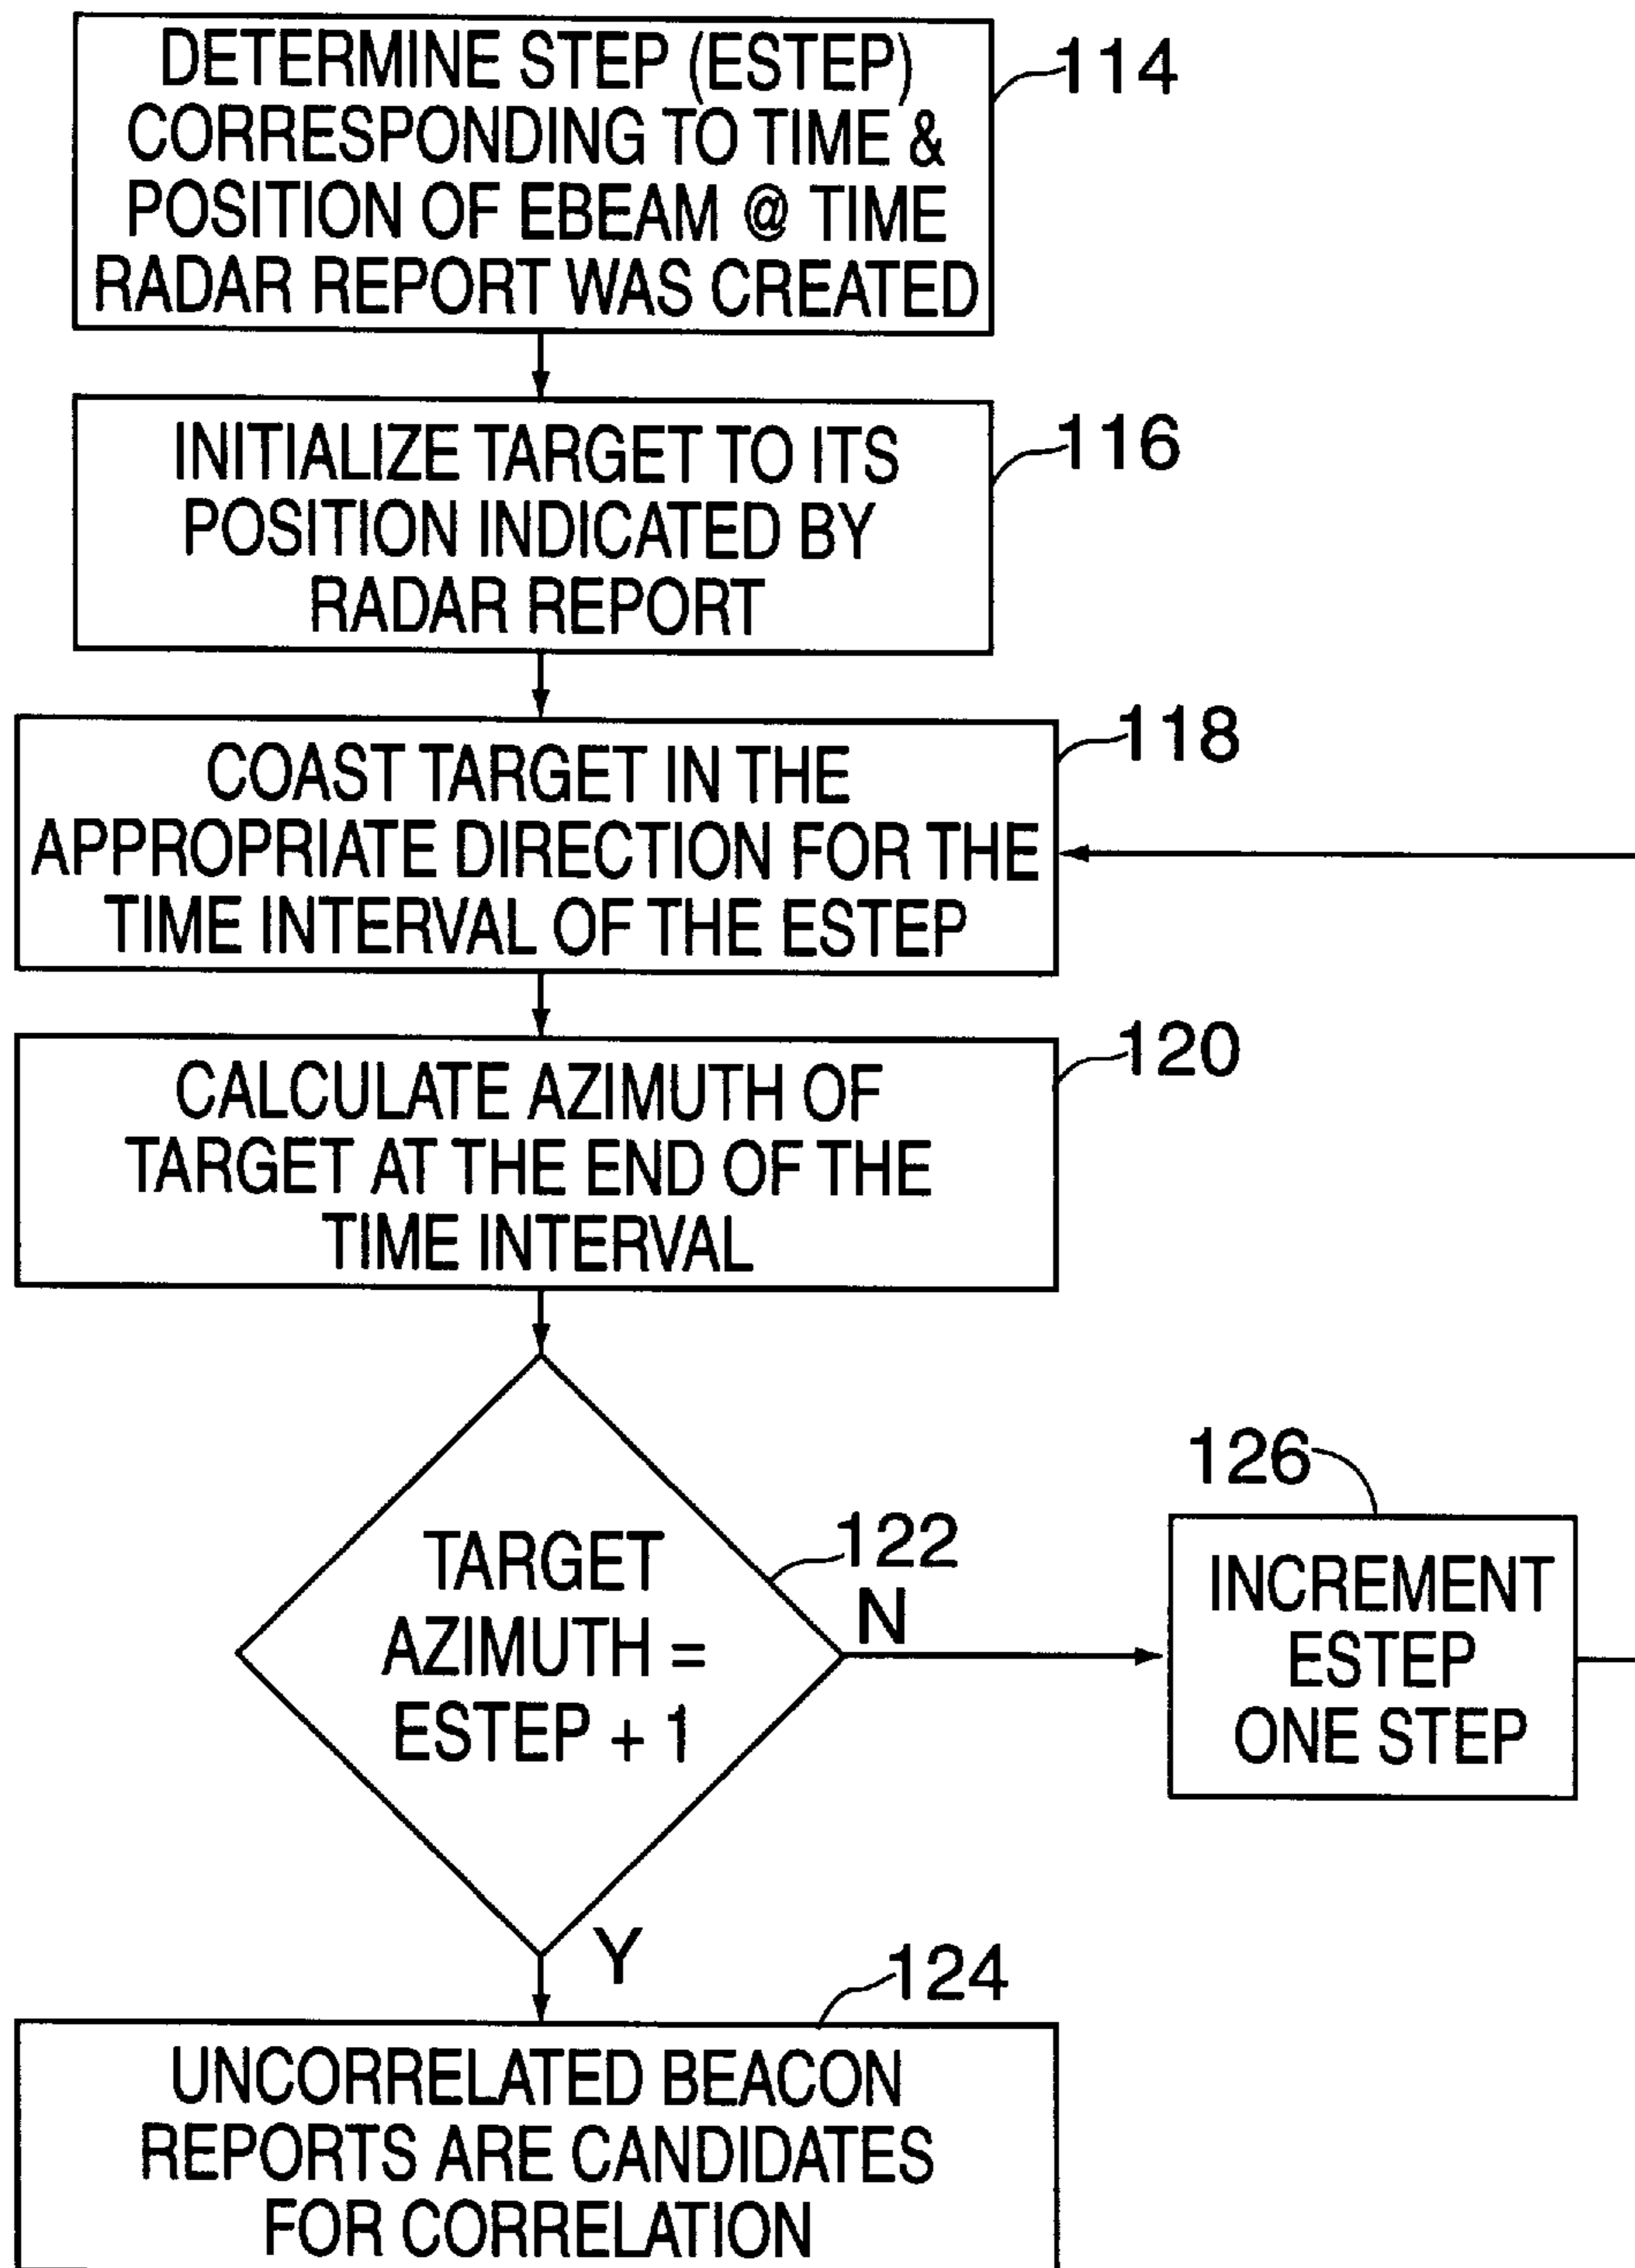 DETERMINE STEP (ESTEP)
CORRESPONDING TO TIME &
POSITION OF EBEAM @ TIME
RADAR REPORT WAS CREATED
114
INITIALIZE TARGET TO ITS
POSITION INDICATED BY
RADAR REPORT
116
COAST TARGET IN THE
APPROPRIATE DIRECTION FOR THE
TIME INTERVAL OF THE ESTEP
118
CALCULATE AZIMUTH OF
TARGET AT THE END OF THE
TIME INTERVAL
120
TARGET
AZIMUTH =
ESTEP + 1
122
N
126
INCREMENT
ESTEP
ONE STEP
Y
124
UNCORRELATED BEACON
REPORTS ARE CANDIDATES
FOR CORRELATION